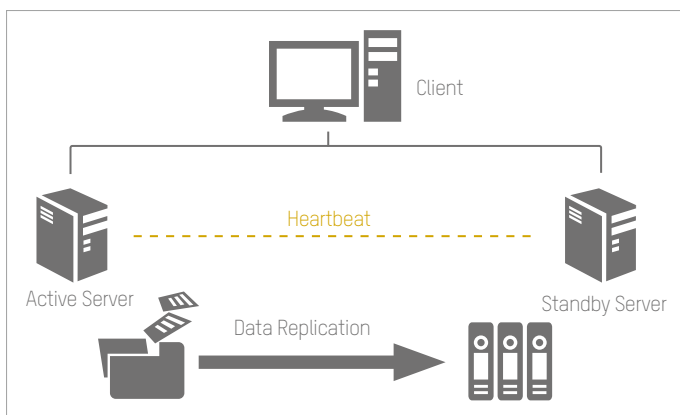 Client
Heartbeat
Active Server
Standby Server
Data Replication